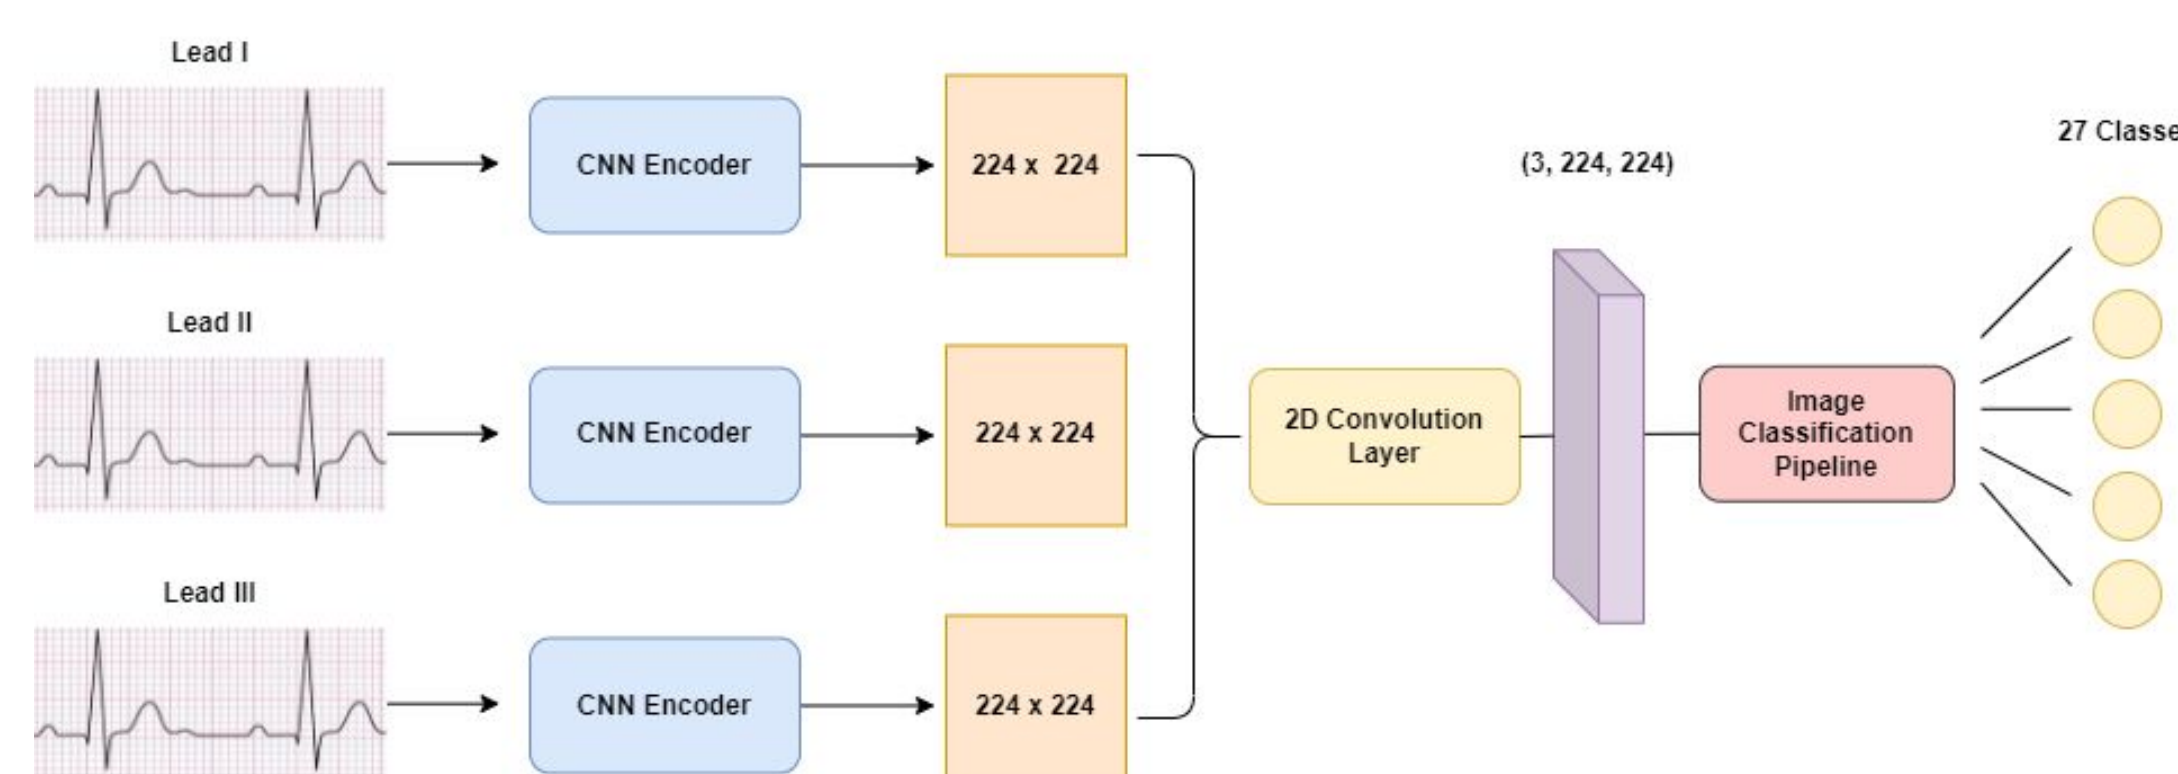 Lead I
CNN Encoder
224 x 224
Lead II
CNN Encoder
224 x 224
Lead III
CNN Encoder
224 x 224
2D Convolution
Layer
(3, 224, 224)
Image
Classification
Pipeline
27 Classe